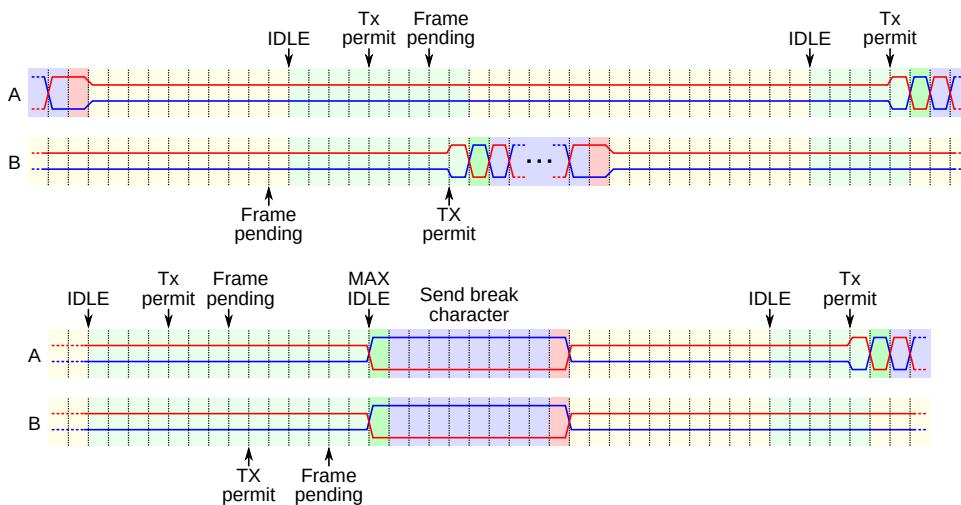 IDLE
Tx
permit
Frame
pending
IDLE
Tx
permit
A
B
Frame
pending
TX
permit
IDLE
Tx
permit
Frame
pending
MAX
IDLE
Send break
character
IDLE
Tx
permit
A
B
TX
permit
Frame
pending